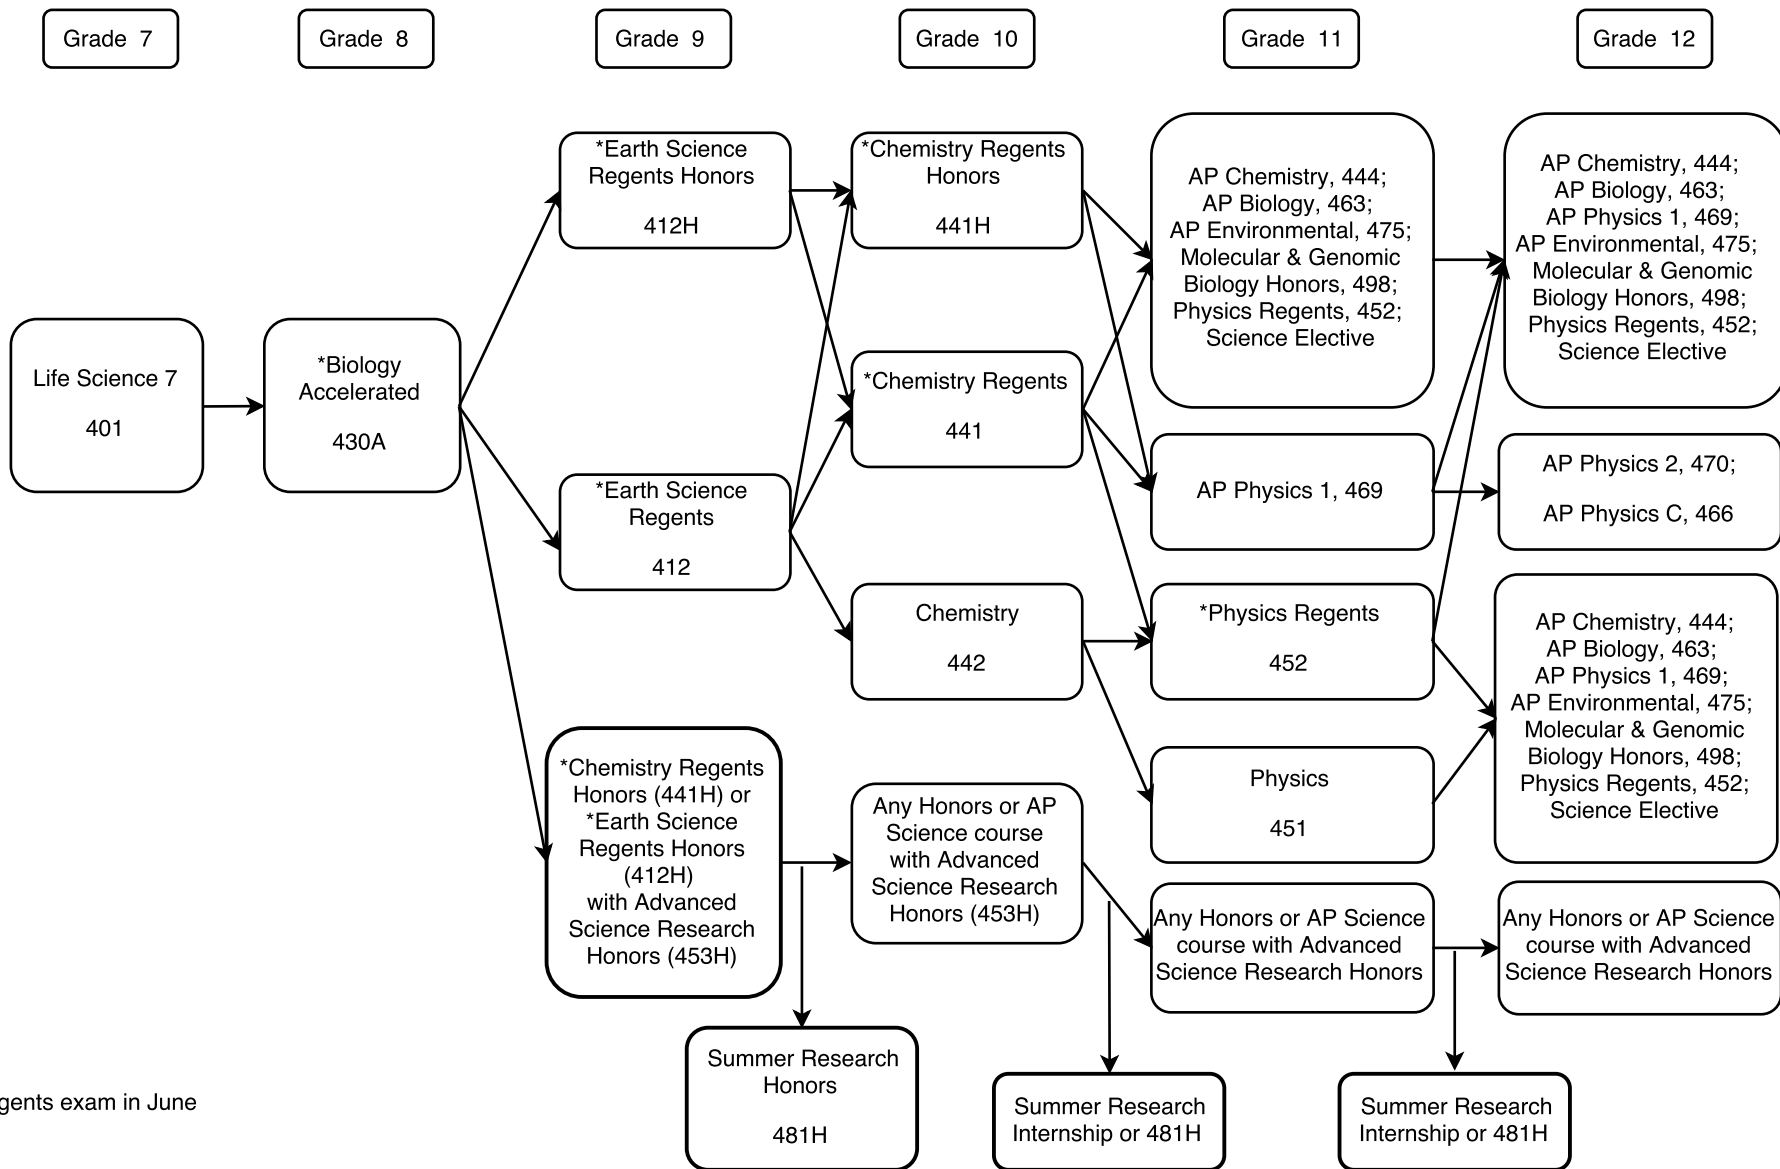 Grade 7
Grade 8
Grade 9
Grade 10
Grade 11
Grade 12
Life Science 7
401
*Biology
Accelerated
430A
*Earth Science
Regents Honors
412H
*Earth Science
Regents
412
*Chemistry Regents
Honors (441H) or
*Earth Science
Regents Honors
(412H)
with Advanced
Science Research
Honors (453H)
Summer Research
Honors
481H
*Chemistry Regents
Honors
441H
*Chemistry Regents
441
Chemistry
442
Any Honors or AP
Science course
with Advanced
Science Research
Honors (453H)
Summer Research
Internship or 481H
AP Chemistry, 444;
AP Biology, 463;
AP Environmental, 475;
Molecular & Genomic
Biology Honors, 498;
Physics Regents, 452;
Science Elective
AP Physics 1, 469
*Physics Regents
452
Physics
451
Any Honors or AP Science
course with Advanced
Science Research Honors
Summer Research
Internship or 481H
AP Chemistry, 444;
AP Biology, 463;
AP Physics 1, 469;
AP Environmental, 475;
Molecular & Genomic
Biology Honors, 498;
Physics Regents, 452;
Science Elective
AP Physics 2, 470;
AP Physics C, 466
AP Chemistry, 444;
AP Biology, 463;
AP Physics 1, 469;
AP Environmental, 475;
Molecular & Genomic
Biology Honors, 498;
Physics Regents, 452;
Science Elective
Any Honors or AP Science
course with Advanced
Science Research Honors
gents exam in June